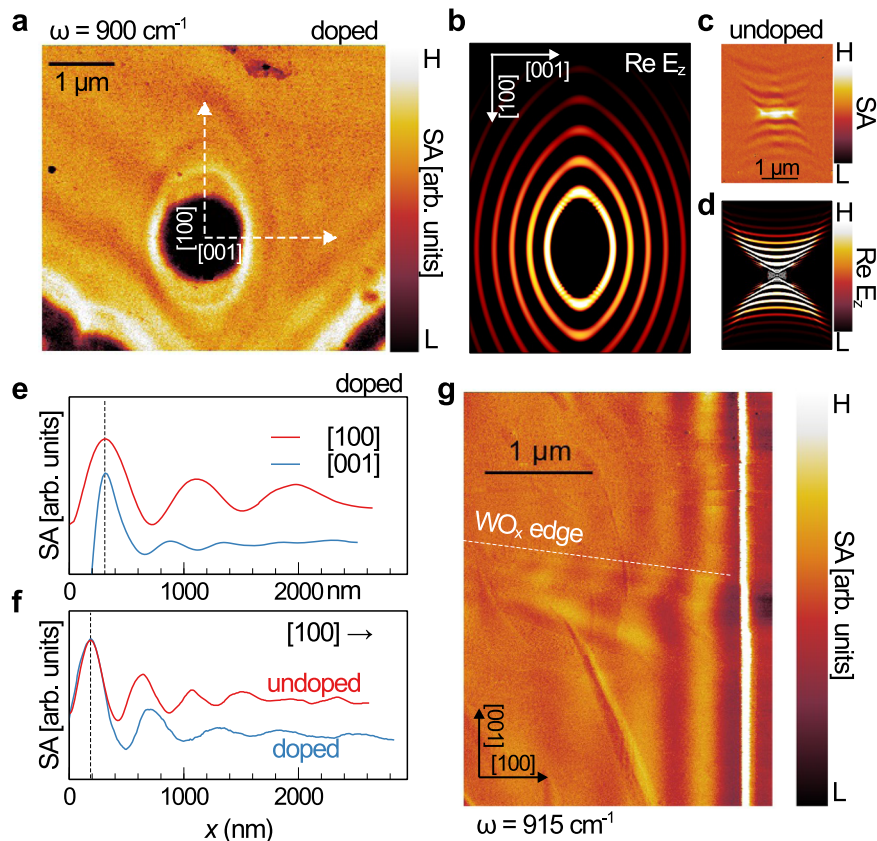 a
ω = 900 cm⁻¹
doped
1 µm
[100]
[001]
H
SA [arb. units]
L
b
[001]
[100]
Re E_z
c
undoped
1 µm
H
SA
L
d
H
Re E_z
L
e
doped
SA [arb. units]
[100]
[001]
0
1000
2000 nm
f
[100] →
SA [arb. units]
undoped
doped
0
1000
2000
x (nm)
g
1 µm
WOₓ edge
[001]
[100]
ω = 915 cm⁻¹
H
SA [arb. units]
L